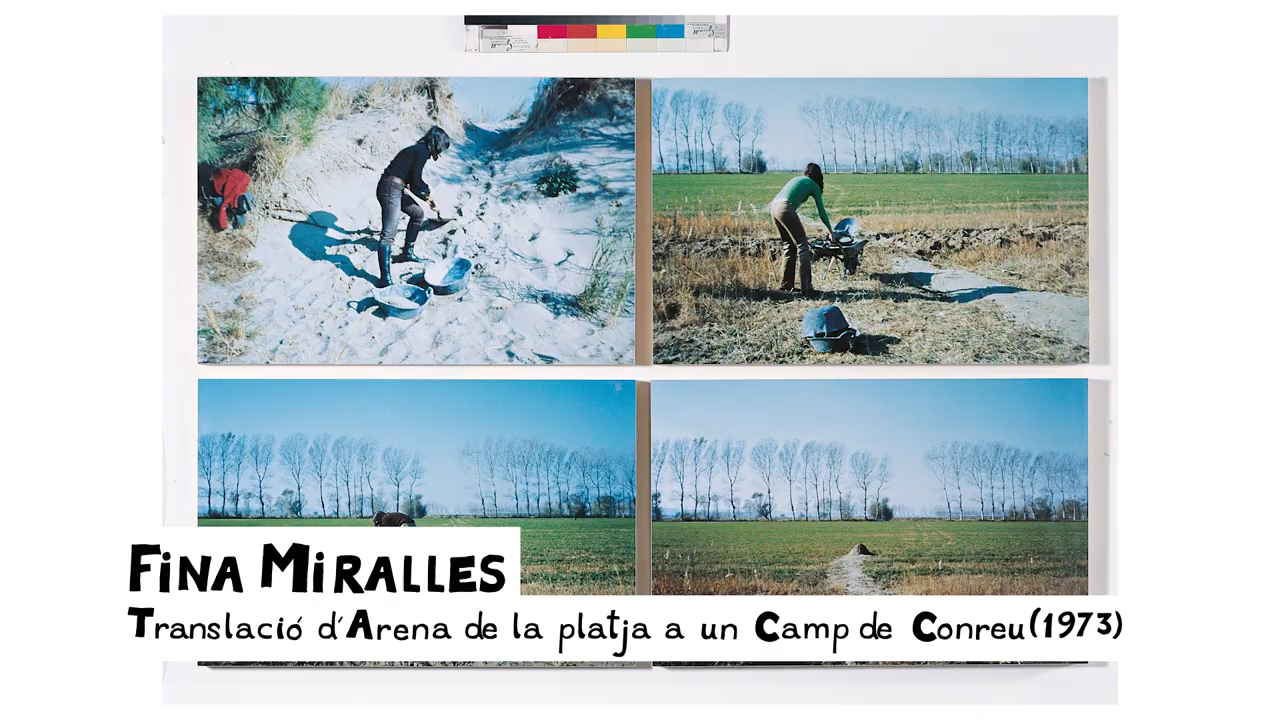 FiNA MiRALLES
Translació d'Arena de la platja a un Camp de Conreu (1973)